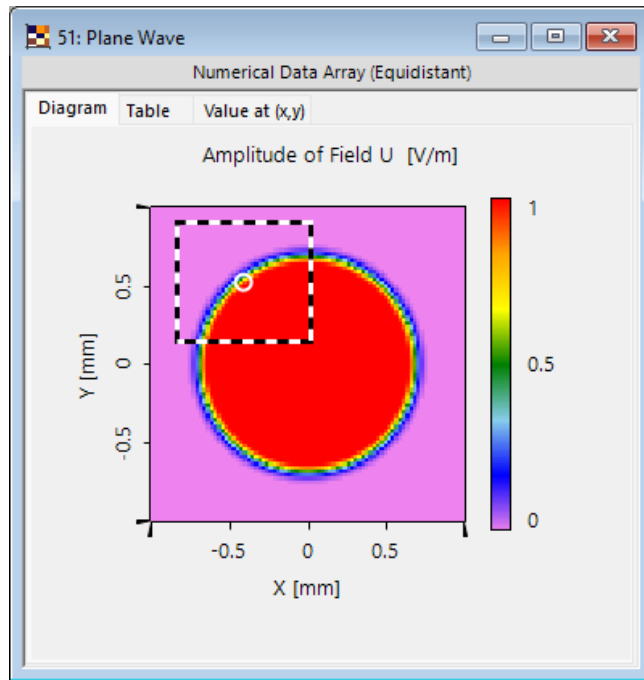 51: Plane Wave
Numerical Data Array (Equidistant)
Diagram Table Value at (x,y)
Amplitude of Field U [V/m]
1
0.5
0
Y [mm]
0.5
0
-0.5
-0.5 0 0.5
X [mm]